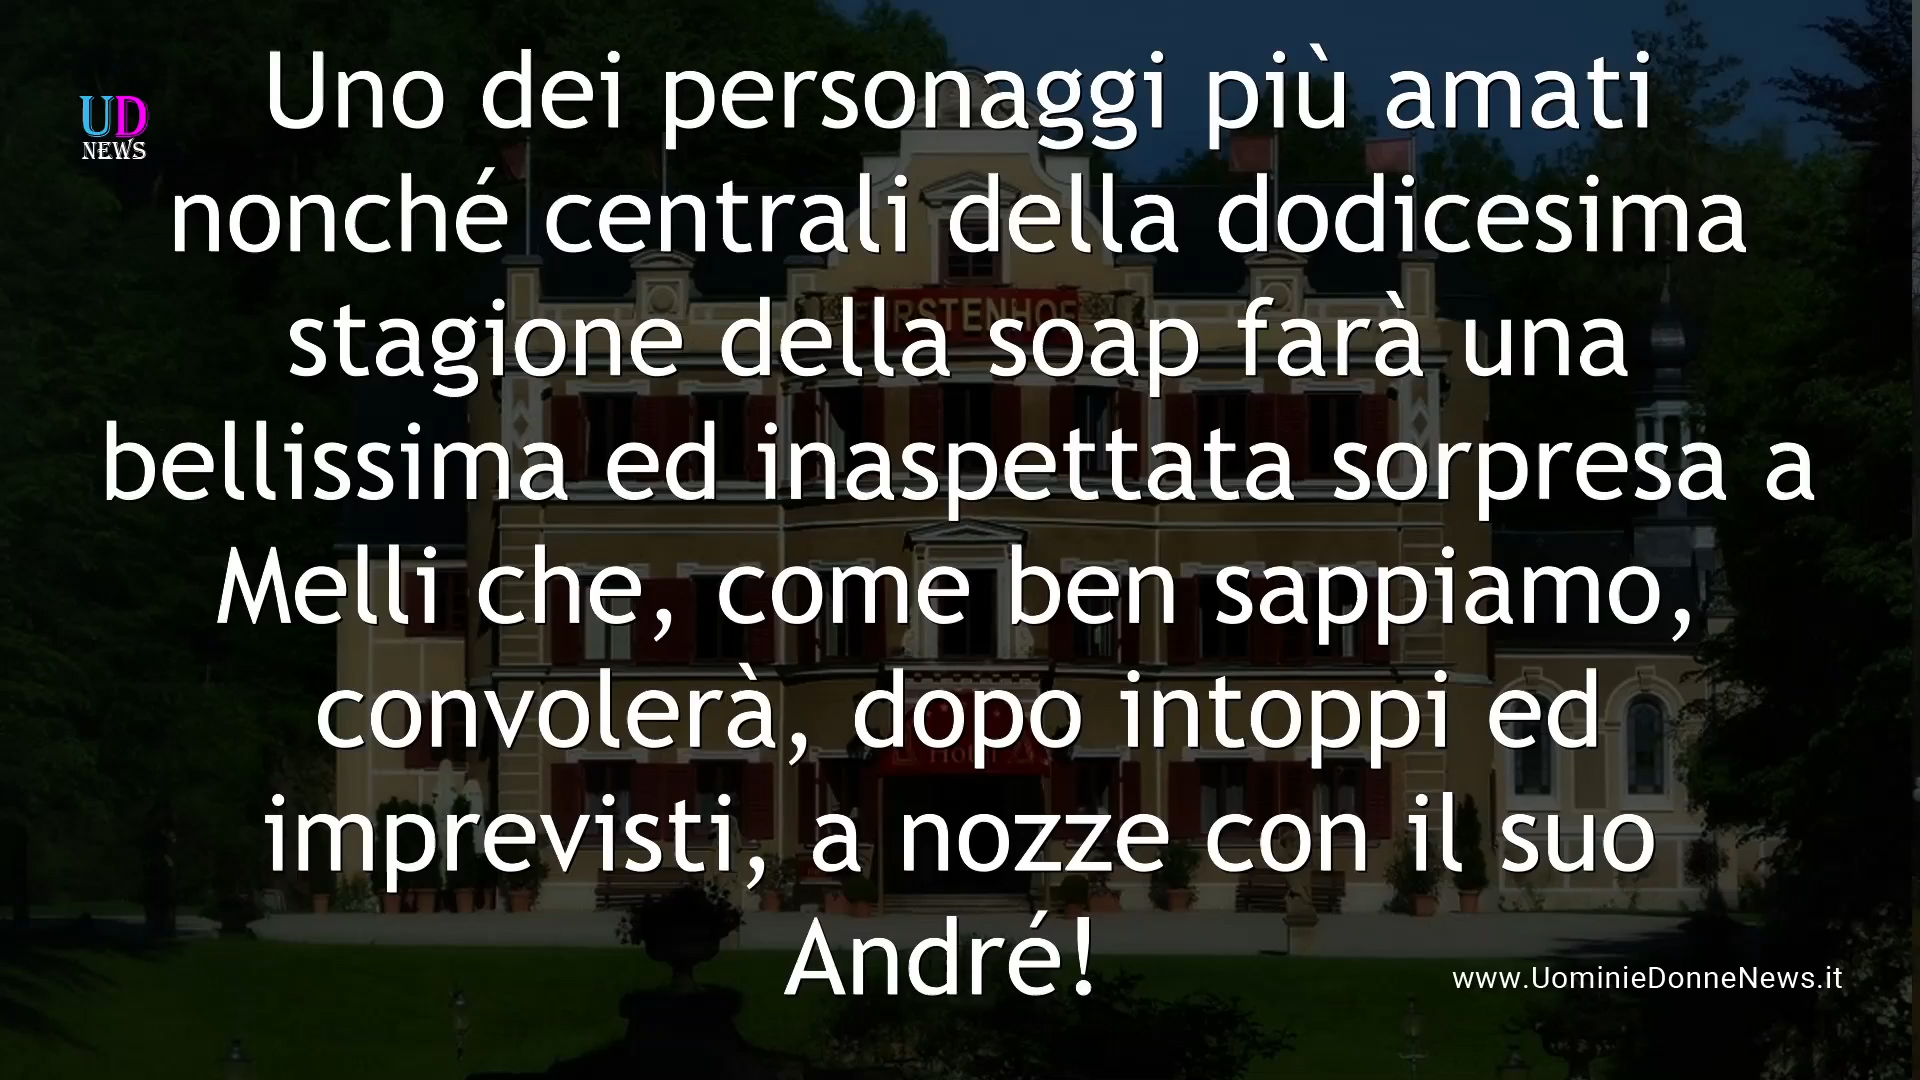 Uno dei personaggi più amati
UD
NEWS
nonché centrali della dodicesima
stagione della soap farà una
FÜRSTENHOF
bellissima ed inaspettata sorpresa a
Melli che, come ben sappiamo,
convolerà, dopo intoppi ed
Hotel
imprevisti, a nozze con il suo
André!
www.UominieDonneNews.it